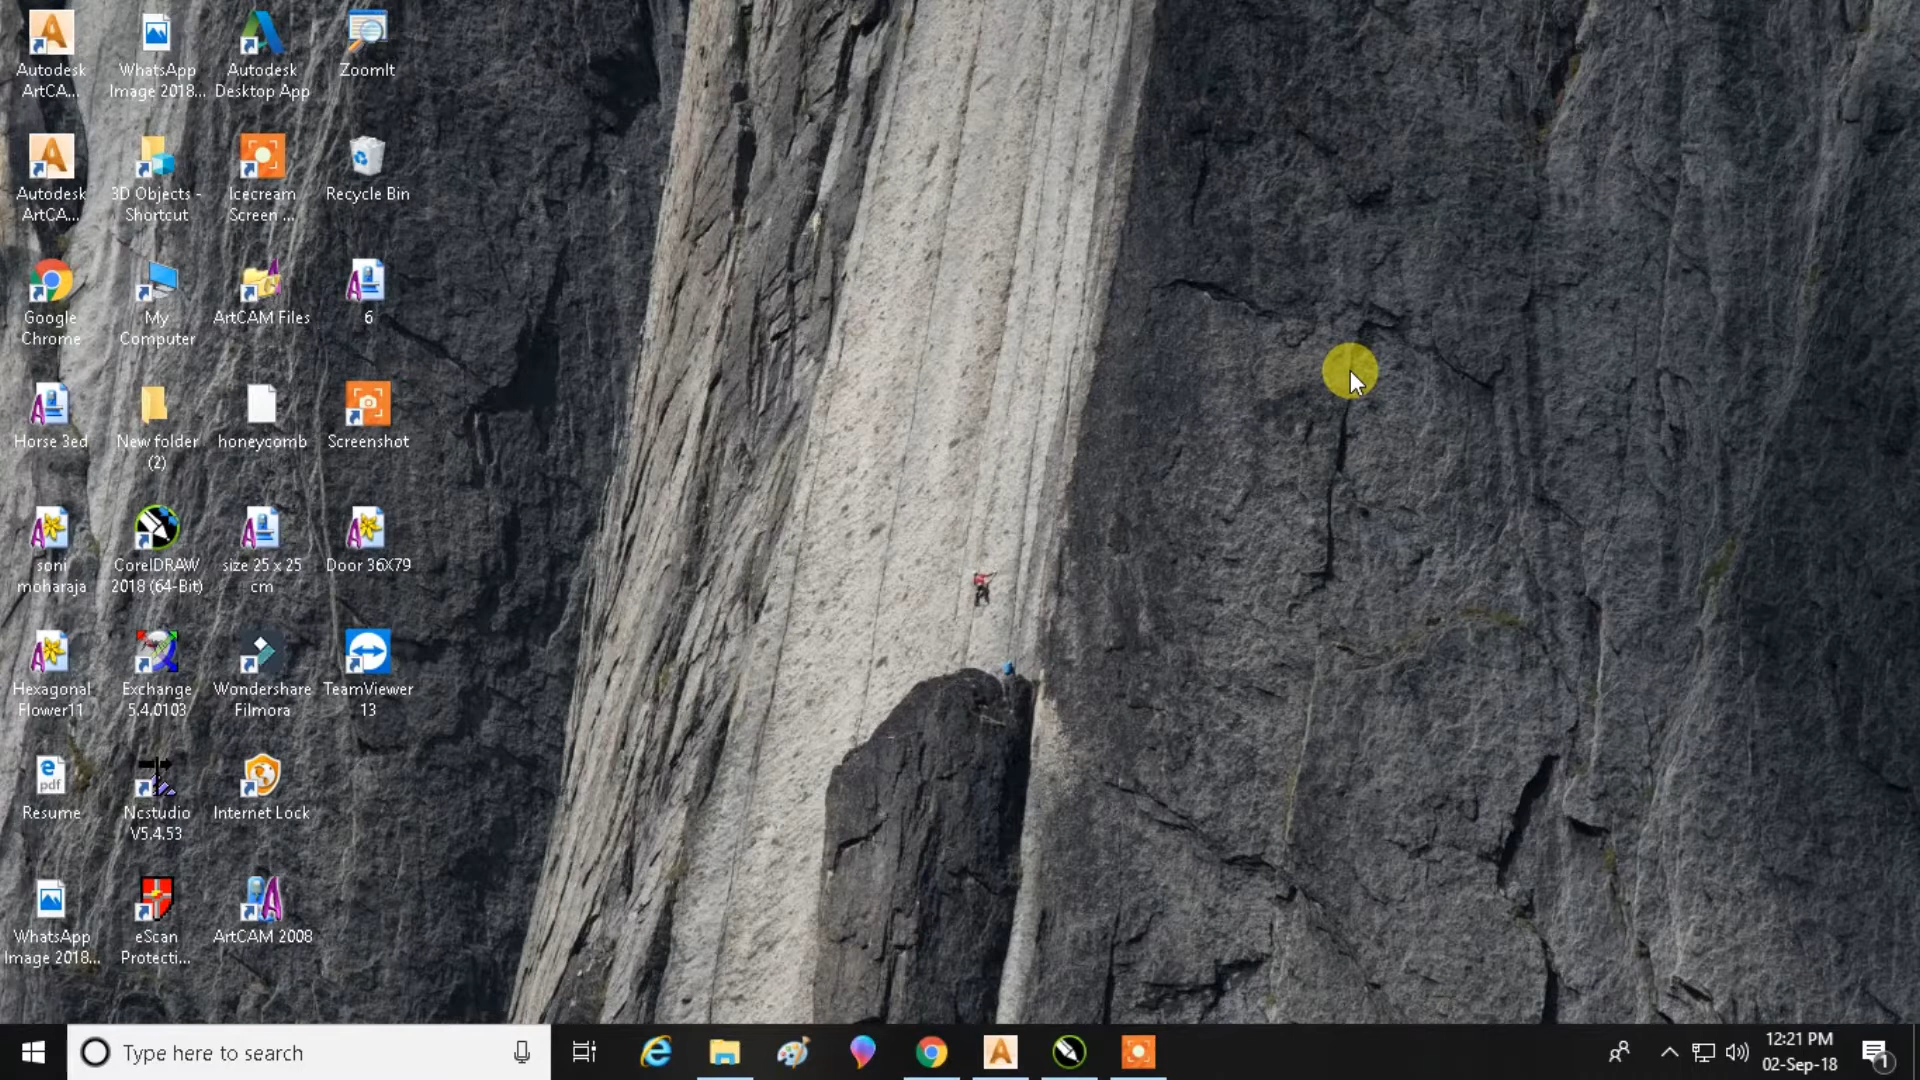 Autodesk
ArtCA...
WhatsApp
Image 2018...
Autodesk
Desktop App
ZoomIt
Autodesk
ArtCA...
3D Objects -
Shortcut
Icecream
Screen ...
Recycle Bin
Google
Chrome
My
Computer
ArtCAM Files
6
Horse 3ed
New folder
(2)
honeycomb
Screenshot
soni
moharaja
CorelDRAW
2018 (64-Bit)
size 25 x 25
cm
Door 36X79
Hexagonal
Flower11
Exchange
5.4.0103
Wondershare
Filmora
TeamViewer
13
pdf
Resume
Ncstudio
V5.4.53
Internet Lock
WhatsApp
Image 2018...
eScan
Protecti...
ArtCAM 2008
Type here to search
12:21 PM
02-Sep-18
1